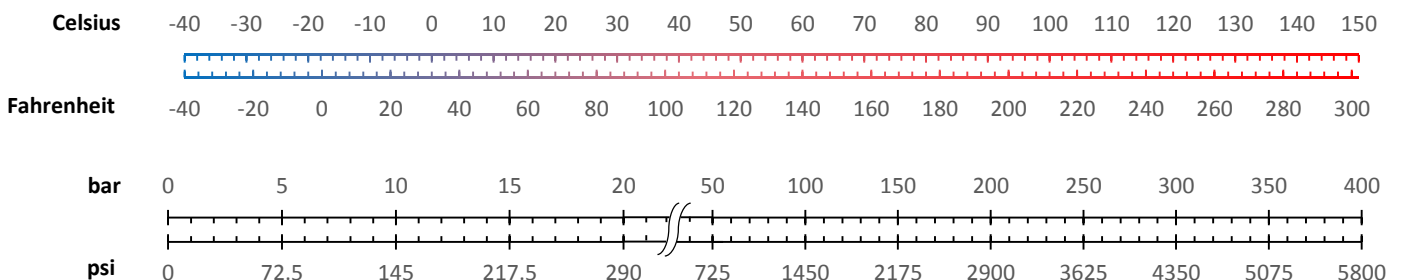 Celsius -40 -30 -20 -10 0 10 20 30 40 50 60 70 80 90 100 110 120 130 140 150
Fahrenheit -40 -20 0 20 40 60 80 100 120 140 160 180 200 220 240 260 280 300
bar 0 5 10 15 20 50 100 150 200 250 300 350 400
psi 0 72.5 145 217.5 290 725 1450 2175 2900 3625 4350 5075 5800